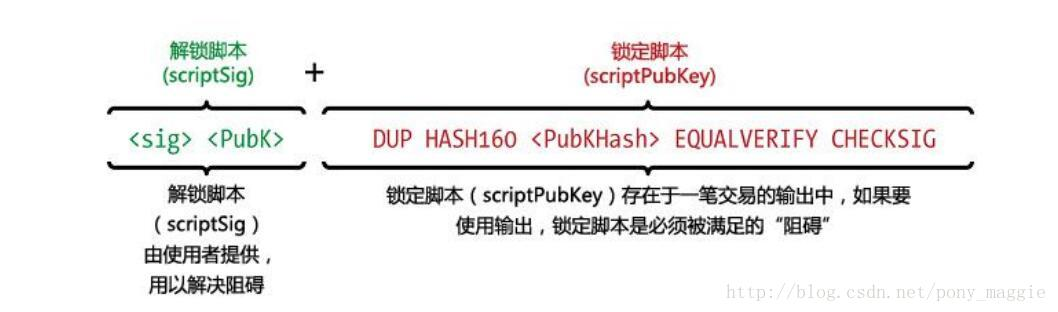 解锁脚本
(scriptSig)
+
锁定脚本
(scriptPubKey)
<sig> <PubK>
DUP HASH160 <PubKHash> EQUALVERIFY CHECKSIG
解锁脚本
（scriptSig）
由使用者提供，
用以解决阻碍
锁定脚本（scriptPubKey）存在于一笔交易的输出中，如果要
使用输出，锁定脚本是必须被满足的“阻碍”
http://blog.csdn.net/pony_maggie